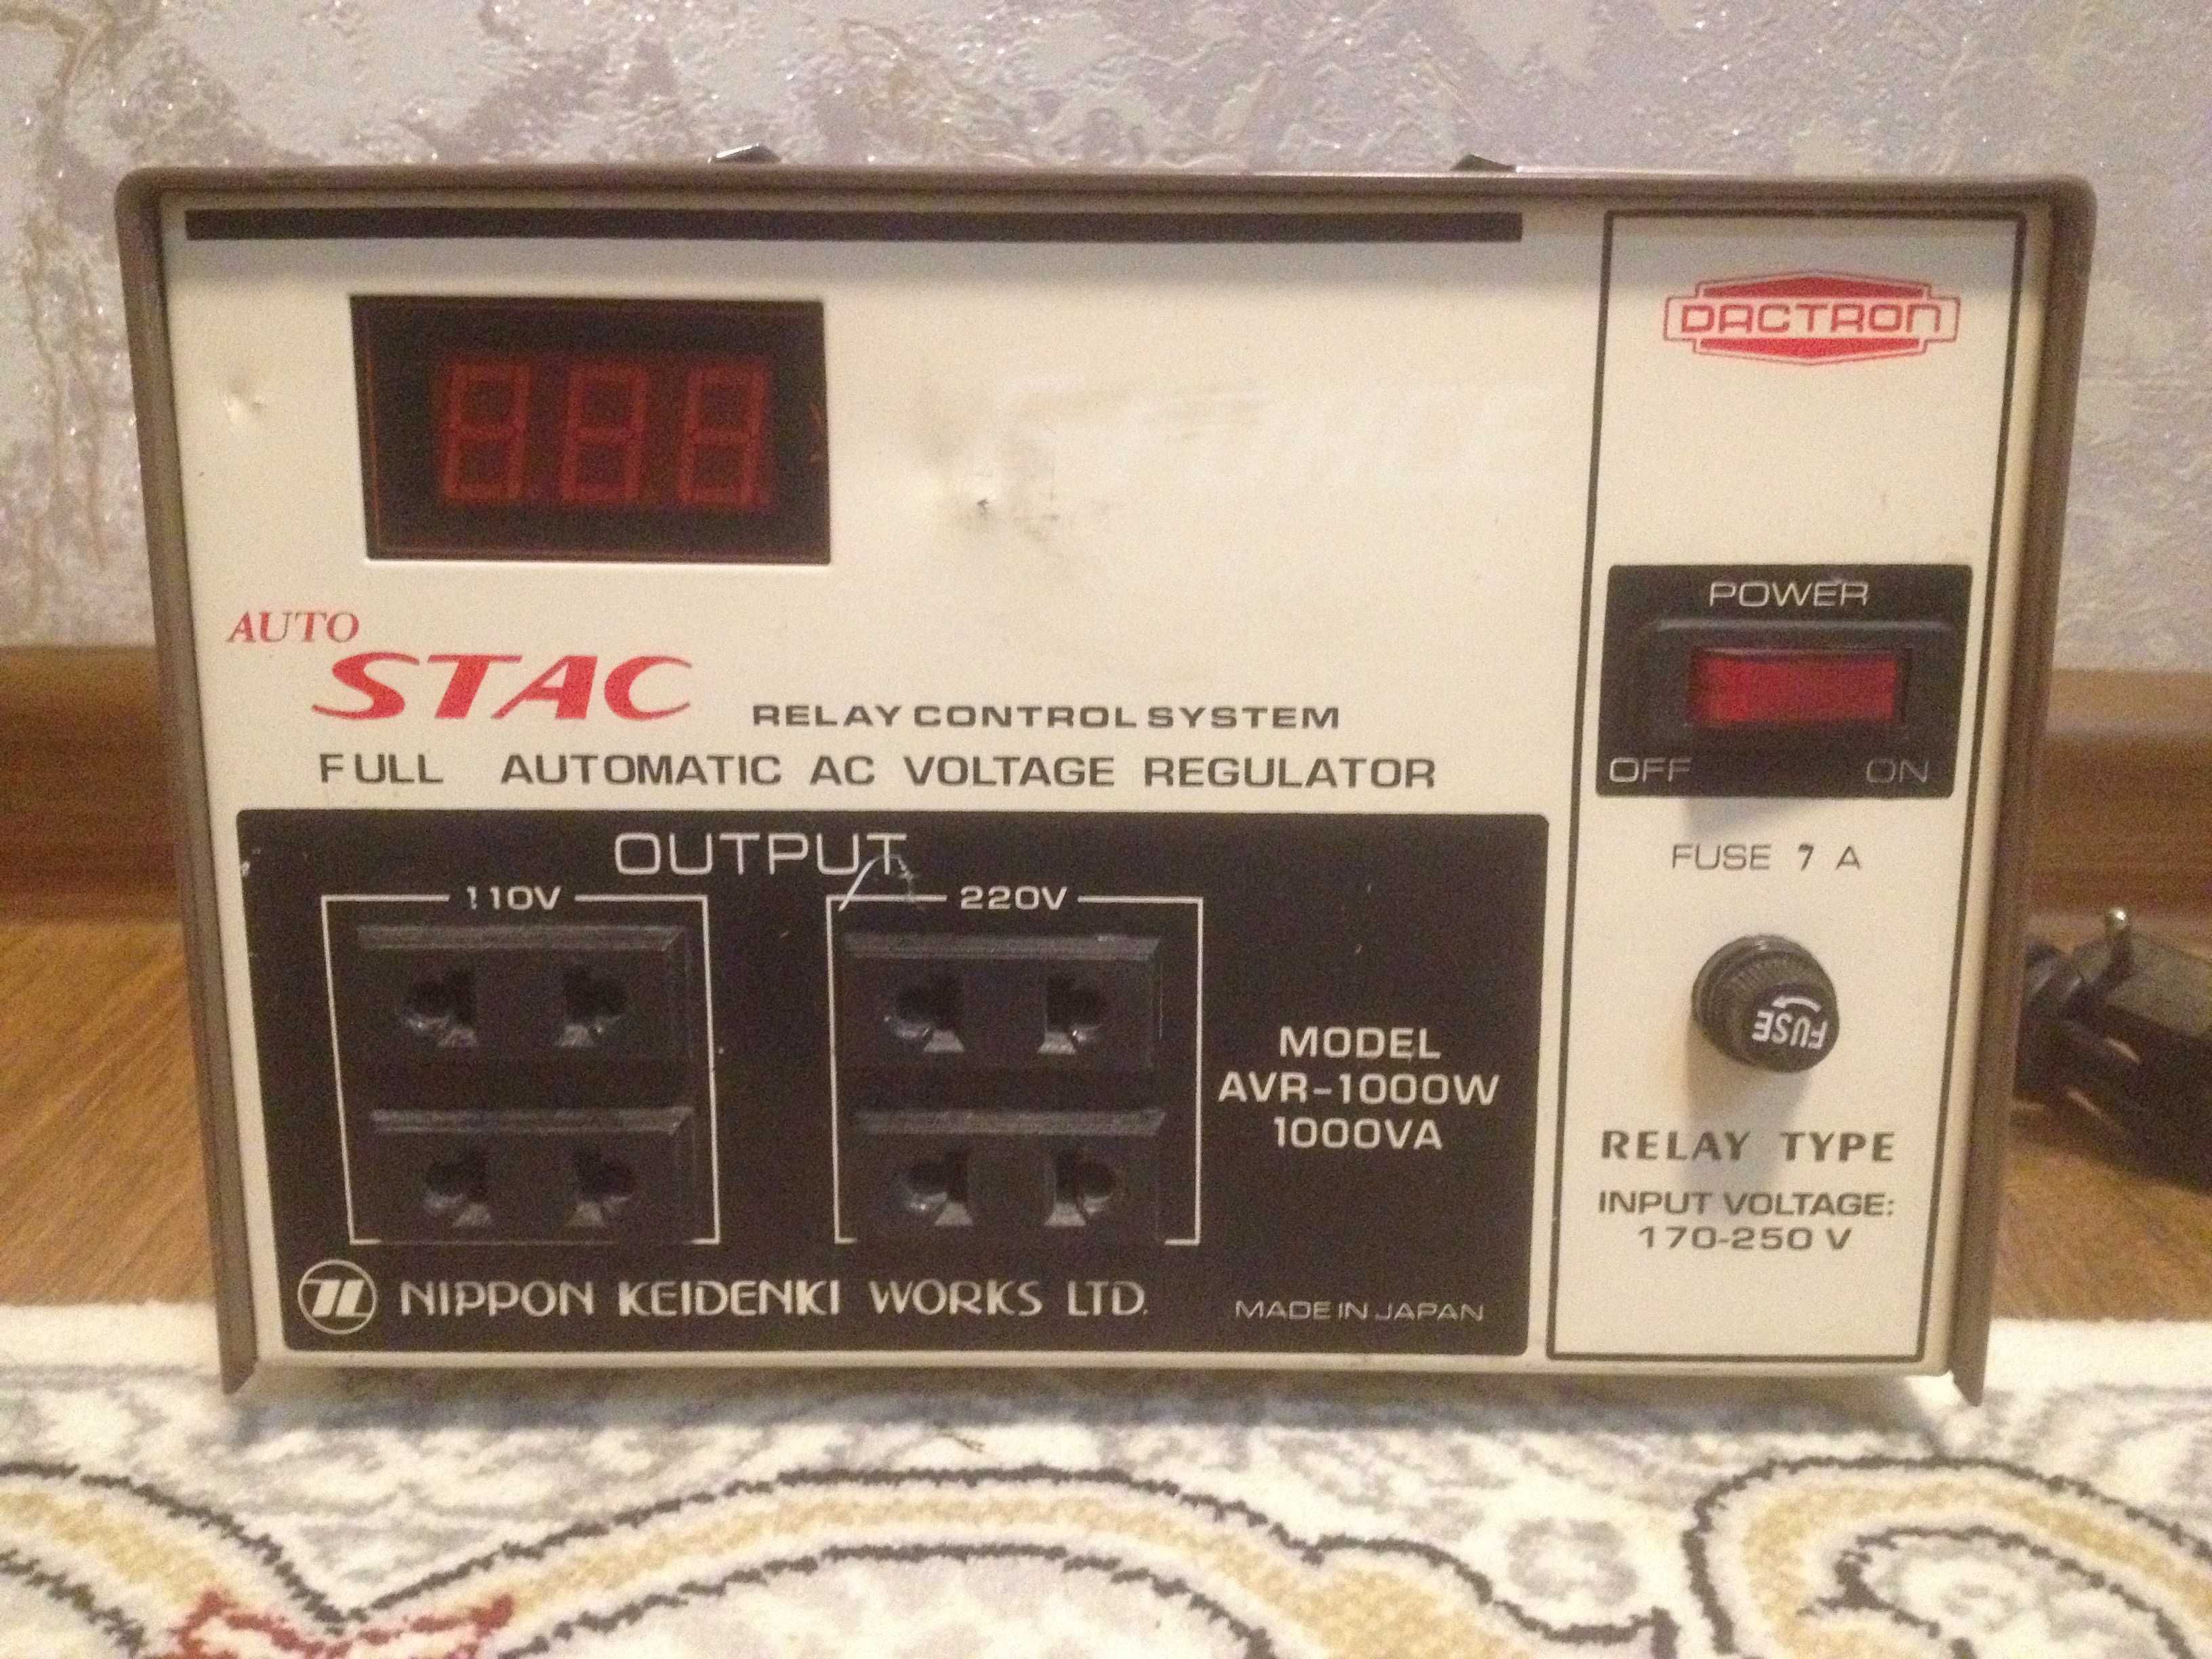 DACTRON
AUTO
STAC
RELAY CONTROL SYSTEM
FULL AUTOMATIC AC VOLTAGE REGULATOR
POWER
OFF ON
FUSE 7 A
FUSE
RELAY TYPE
INPUT VOLTAGE:
170-250 V
OUTPUT
110V
220V
MODEL
AVR-1000W
1000VA
NIPPON KEIDENKI WORKS LTD.
MADE IN JAPAN